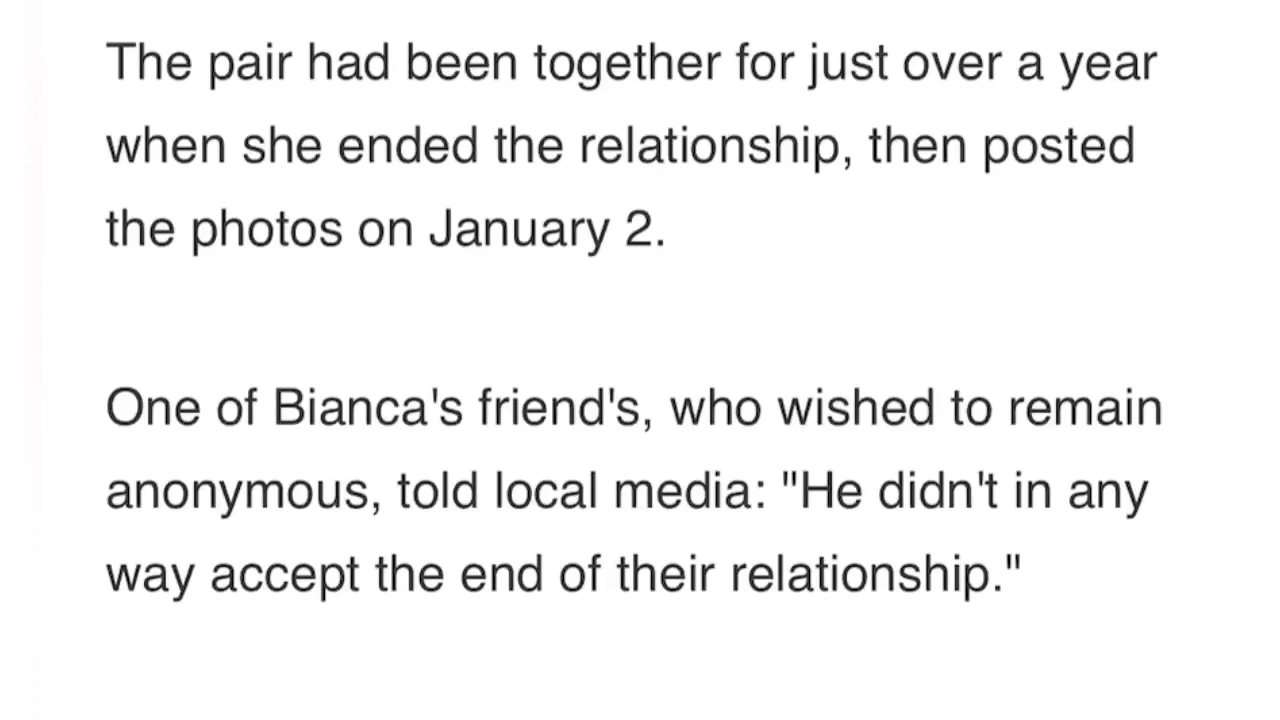 The pair had been together for just over a year
when she ended the relationship, then posted
the photos on January 2.
One of Bianca's friend's, who wished to remain
anonymous, told local media: "He didn't in any
way accept the end of their relationship."